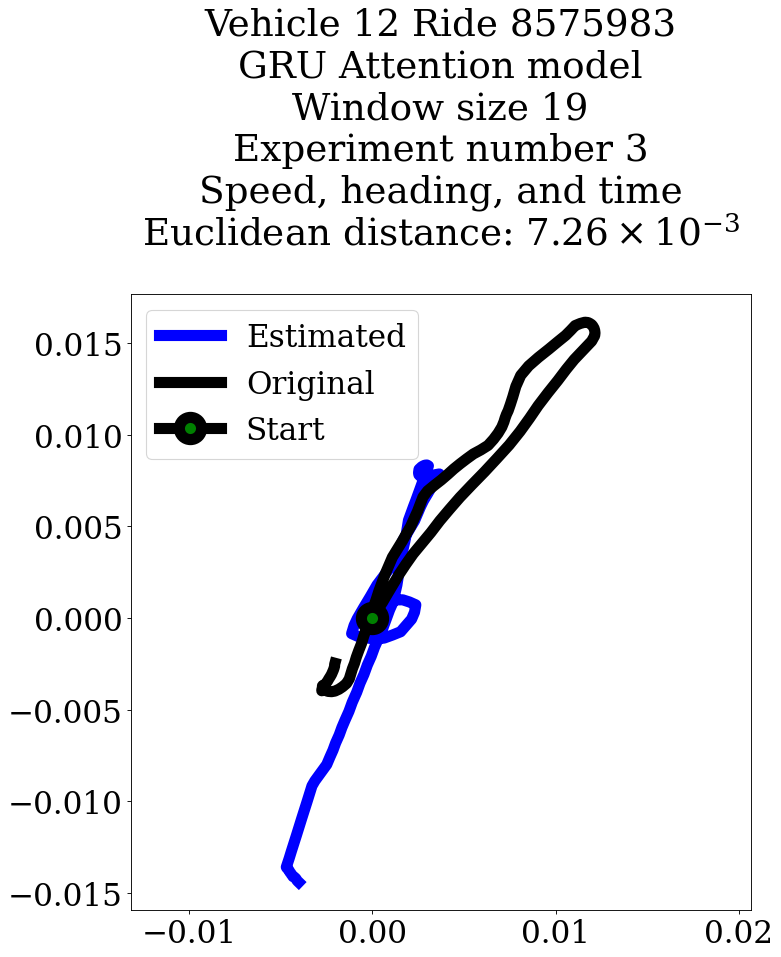 Vehicle 12 Ride 8575983
GRU Attention model
Window size 19
Experiment number 3
Speed, heading, and time
Euclidean distance: 7.26 × 10⁻³
Estimated
Original
Start
0.015
0.010
0.005
0.000
−0.005
−0.010
−0.015
−0.01 0.00 0.01 0.02